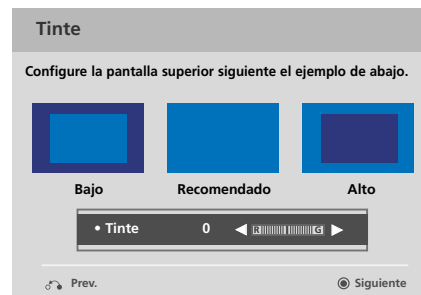 Tinte
Configure la pantalla superior siguiente el ejemplo de abajo.
Bajo Recomendado Alto
• Tinte 0 ◀ R G ▶
Prev. Siguiente